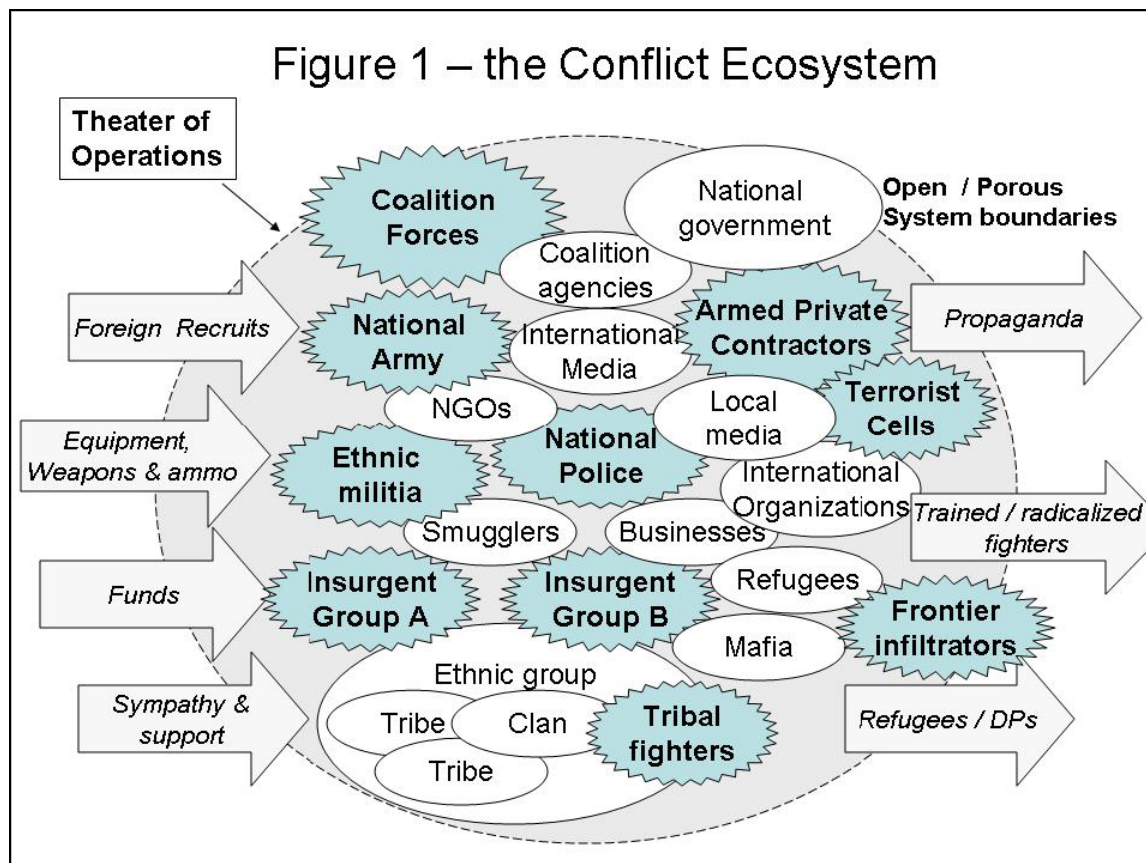 Figure 1 – the Conflict Ecosystem
Theater of
Operations
Coalition
Forces
National
government
Open / Porous
System boundaries
Coalition
agencies
Foreign Recruits
National
Army
International
Media
Armed Private
Contractors
Propaganda
NGOs
Local
media
Terrorist
Cells
Equipment,
Weapons & ammo
Ethnic
militia
National
Police
International
Organizations
Trained / radicalized
fighters
Smugglers
Businesses
Funds
Insurgent
Group A
Insurgent
Group B
Refugees
Frontier
infiltrators
Mafia
Ethnic group
Sympathy &
support
Tribe
Clan
Tribal
fighters
Refugees / DPs
Tribe